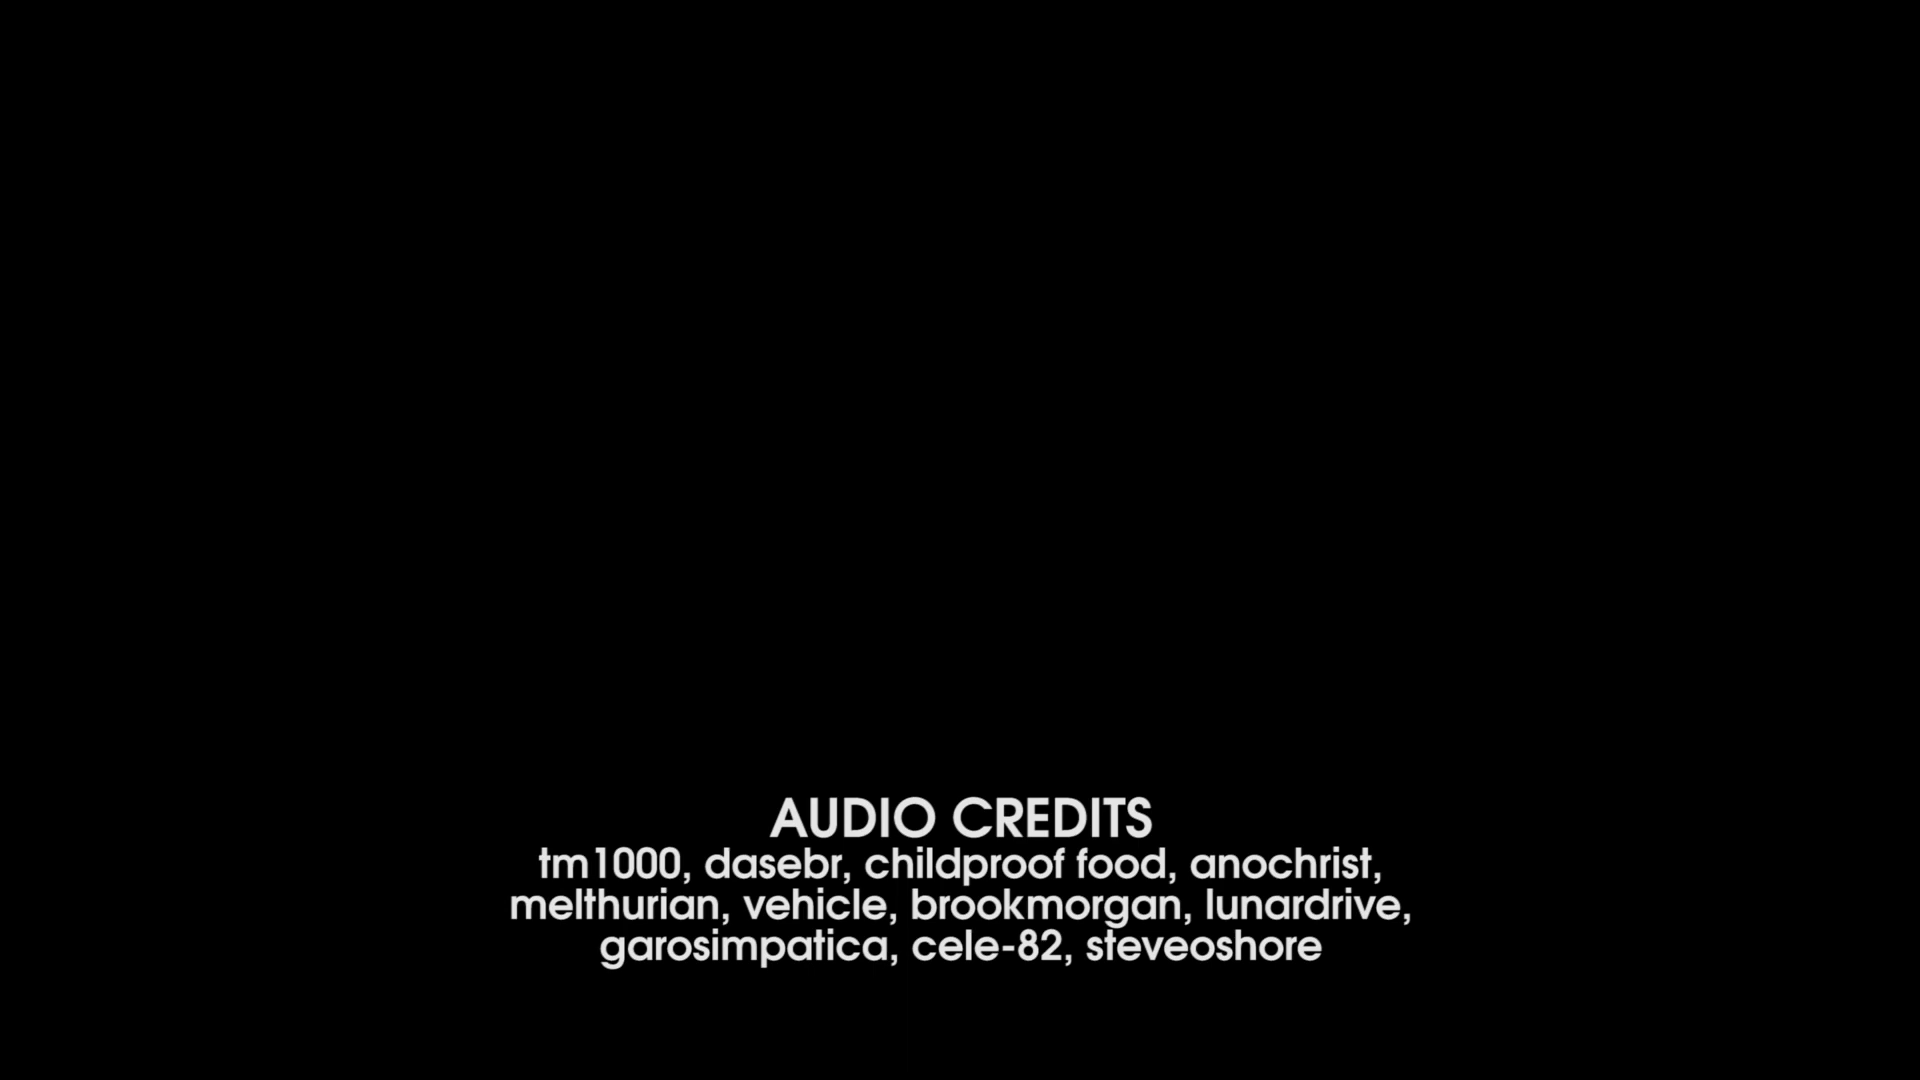 AUDIO CREDITS
tm1000, dasebr, childproof food, anochrist,
melthurian, vehicle, brookmorgan, lunardrive,
garosimpatica, cele-82, steveoshore